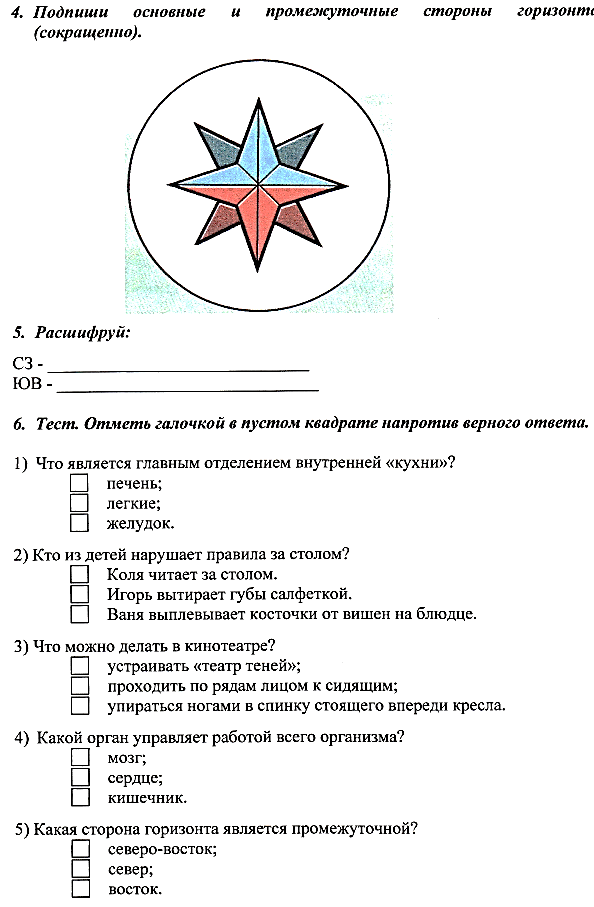 4. Подпиши основные и промежуточные стороны горизонта
(сокращенно).
5. Расшифруй:
СЗ - ____________________________
ЮВ - ____________________________
6. Тест. Отметь галочкой в пустом квадрате напротив верного ответа.
1) Что является главным отделением внутренней «кухни»?
печень;
легкие;
желудок.
2) Кто из детей нарушает правила за столом?
Коля читает за столом.
Игорь вытирает губы салфеткой.
Ваня выплевывает косточки от вишен на блюдце.
3) Что можно делать в кинотеатре?
устраивать «театр теней»;
проходить по рядам лицом к сидящим;
упираться ногами в спинку стоящего впереди кресла.
4) Какой орган управляет работой всего организма?
мозг;
сердце;
кишечник.
5) Какая сторона горизонта является промежуточной?
северо-восток;
север;
восток.